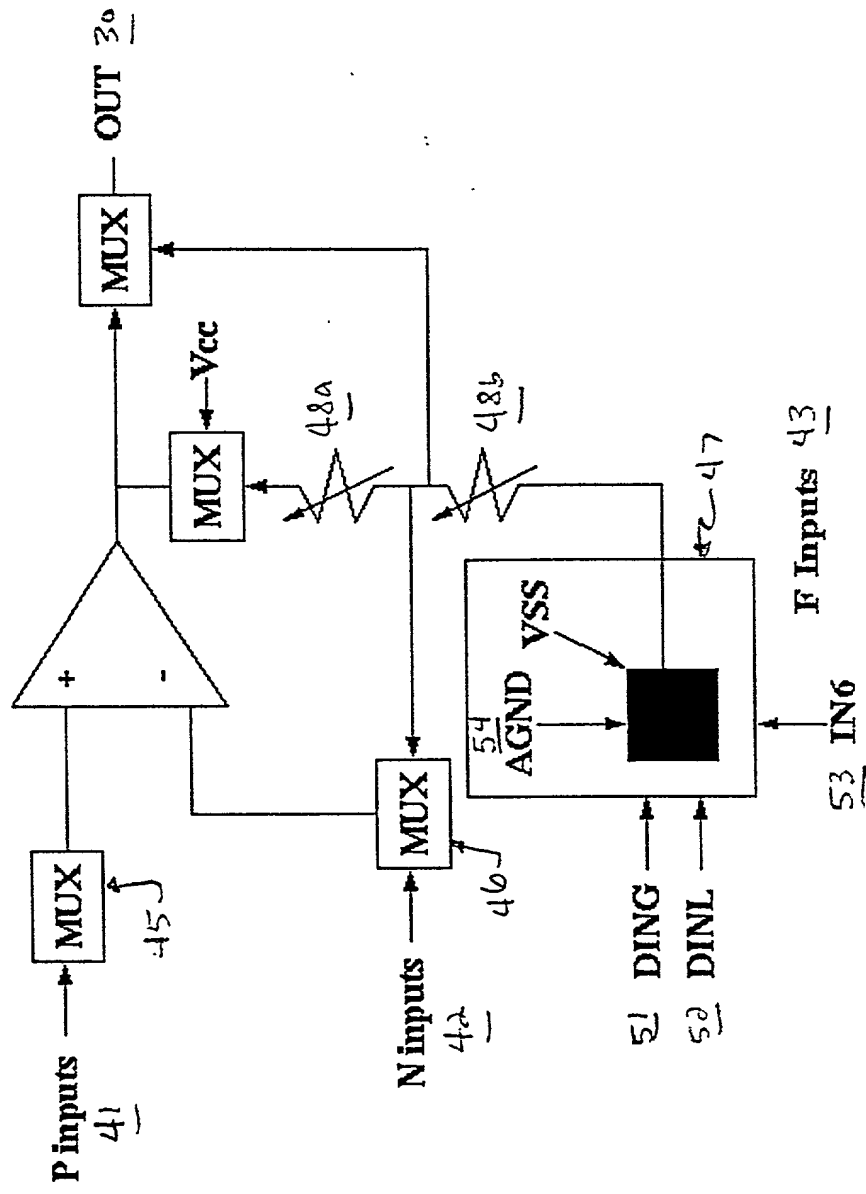 P inputs
41
MUX
45
+
-
MUX
OUT 30
Vcc
MUX
48a
N inputs
42
MUX
46
48b
54
AGND
VSS
51 DING
52 DINL
53 IN6
47
F Inputs 43